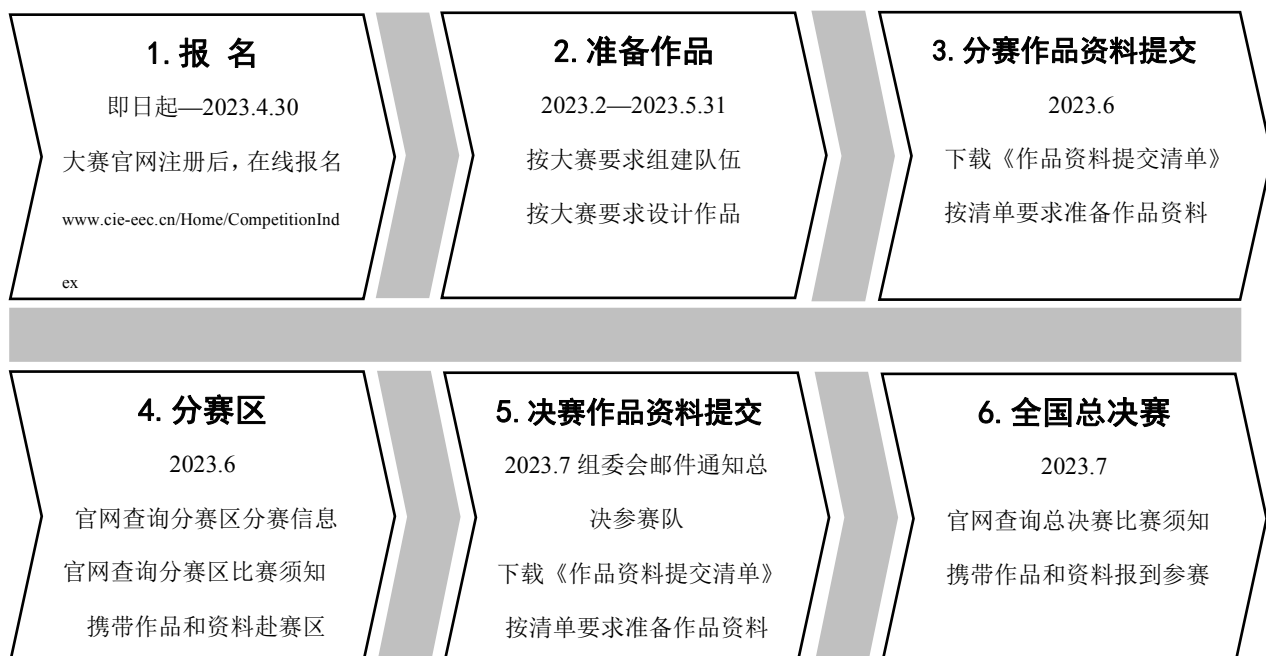 1.报 名
即日起—2023.4.30
大赛官网注册后，在线报名
www.cie-eec.cn/Home/CompetitionInd
ex
2.准备作品
2023.2—2023.5.31
按大赛要求组建队伍
按大赛要求设计作品
3.分赛作品资料提交
2023.6
下载《作品资料提交清单》
按清单要求准备作品资料
4.分赛区
2023.6
官网查询分赛区分赛信息
官网查询分赛区比赛须知
携带作品和资料赴赛区
5.决赛作品资料提交
2023.7 组委会邮件通知总
决参赛队
下载《作品资料提交清单》
按清单要求准备作品资料
6.全国总决赛
2023.7
官网查询总决赛比赛须知
携带作品和资料报到参赛